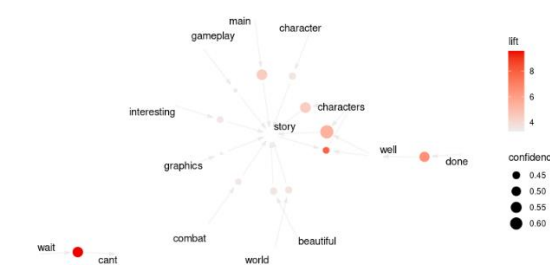 main
gameplay
character
lift
8
6
4
interesting
characters
story
well
done
graphics
confidenc
0.45
0.50
0.55
0.60
combat
beautiful
world
wait
cant